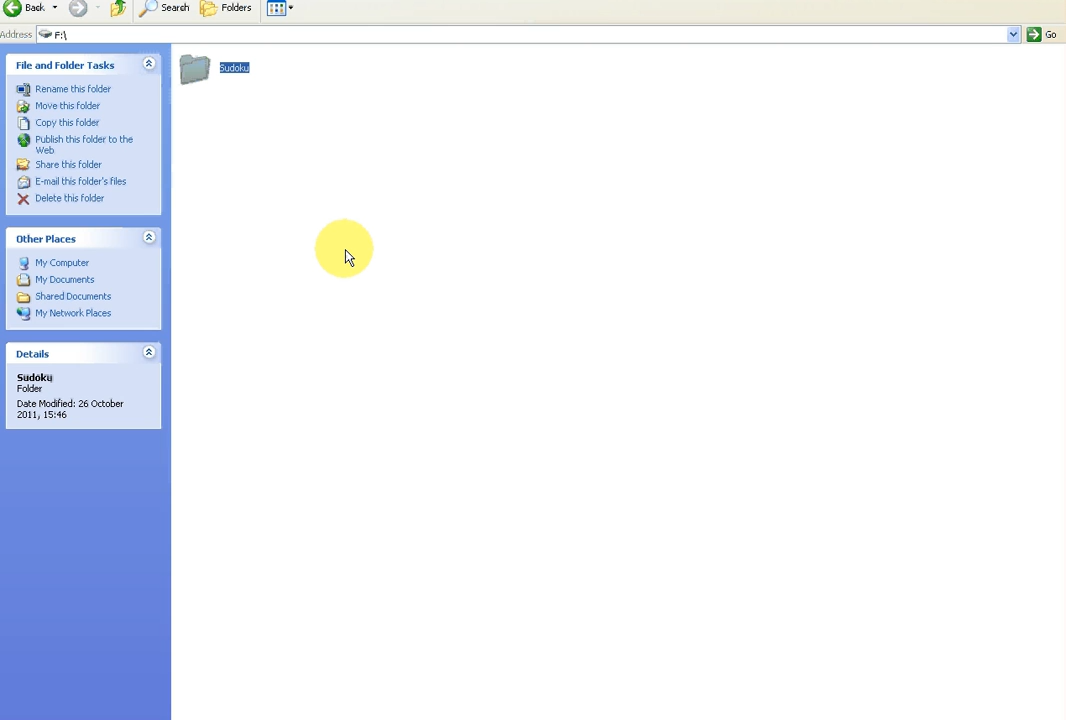 Back Search Folders
Address F:\ Go
Sudoku
File and Folder Tasks
Rename this folder
Move this folder
Copy this folder
Publish this folder to the
Web
Share this folder
E-mail this folder's files
Delete this folder
Other Places
My Computer
My Documents
Shared Documents
My Network Places
Details
Sudoku
Folder
Date Modified: 26 October
2011, 15:46